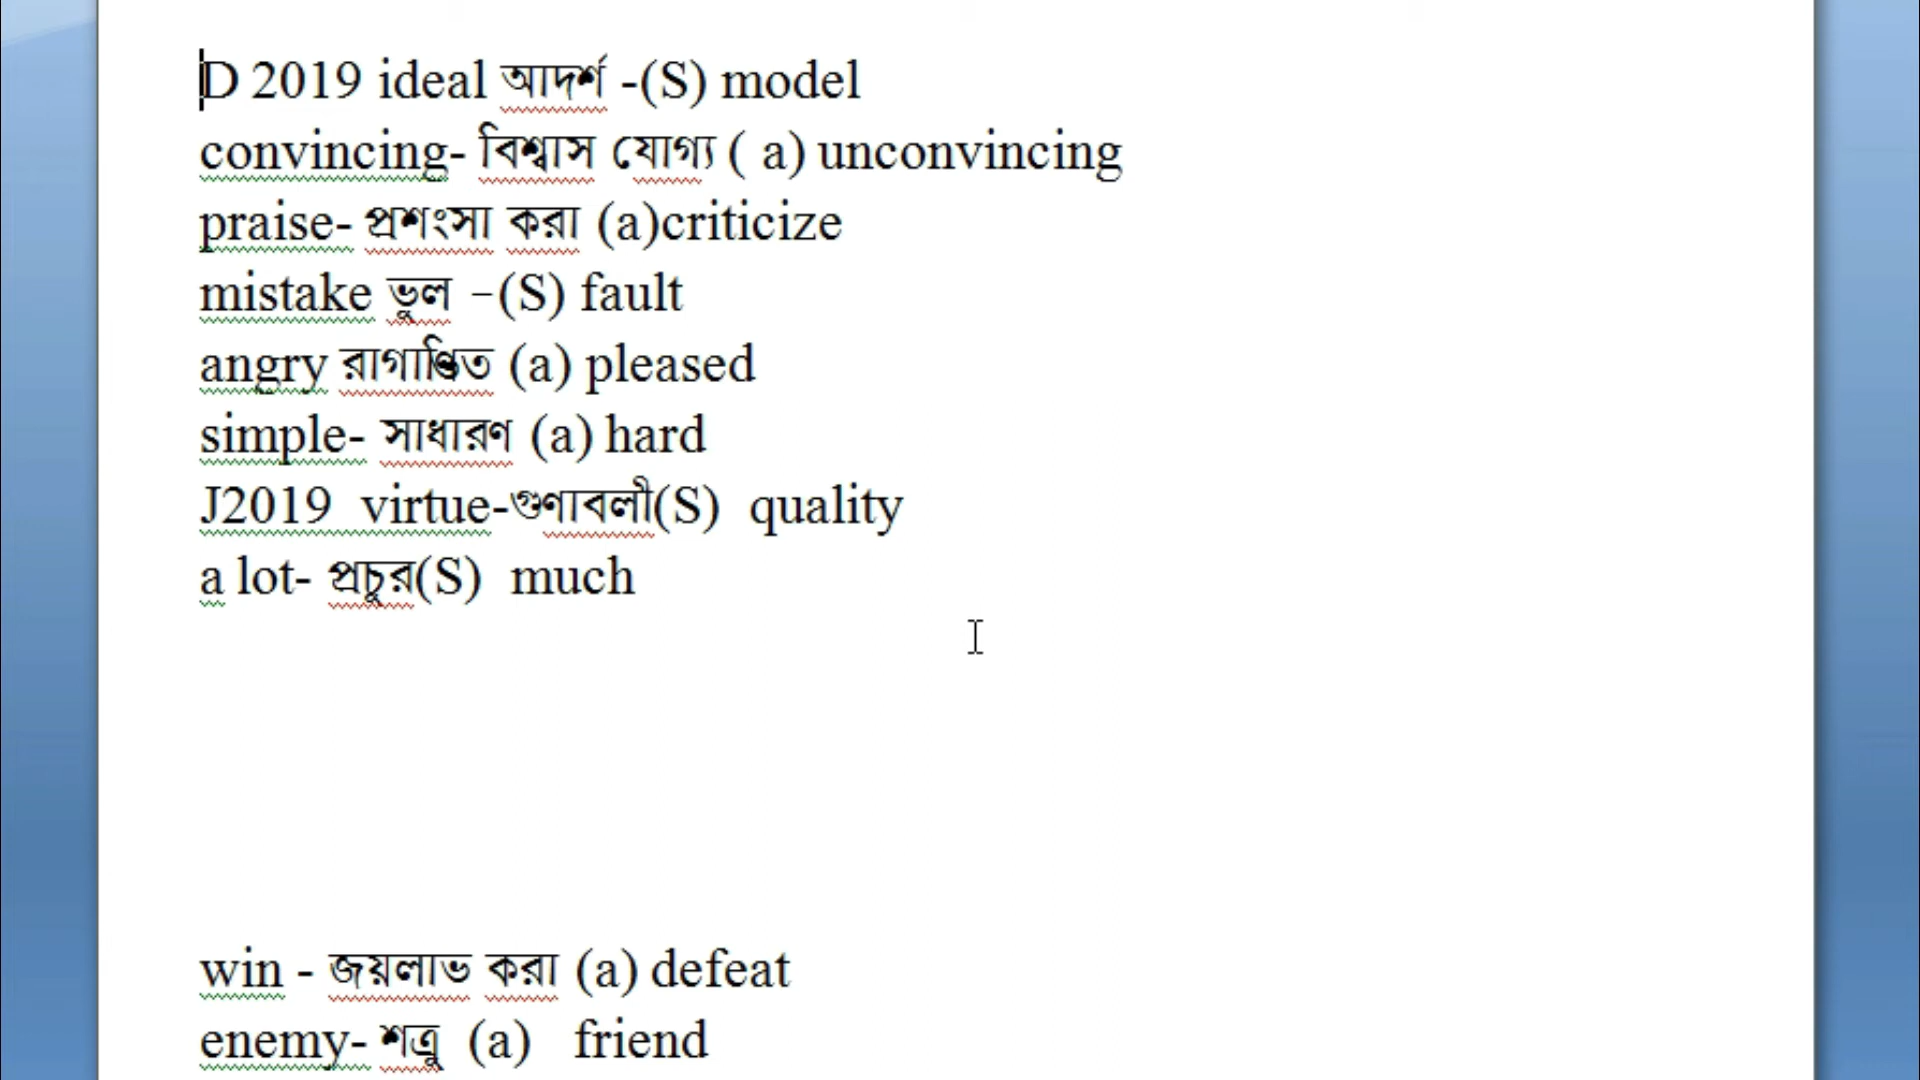 D 2019 ideal আদর্শ -(S) model
convincing- বিশ্বাস যোগ্য ( a) unconvincing
praise- প্রশংসা করা (a)criticize
mistake ভুল -(S) fault
angry রাগাণ্বিত (a) pleased
simple- সাধারণ (a) hard
J2019 virtue-গুণাবলী(S) quality
a lot- প্রচুর(S) much
win - জয়লাভ করা (a) defeat
enemy- শত্রু (a) friend